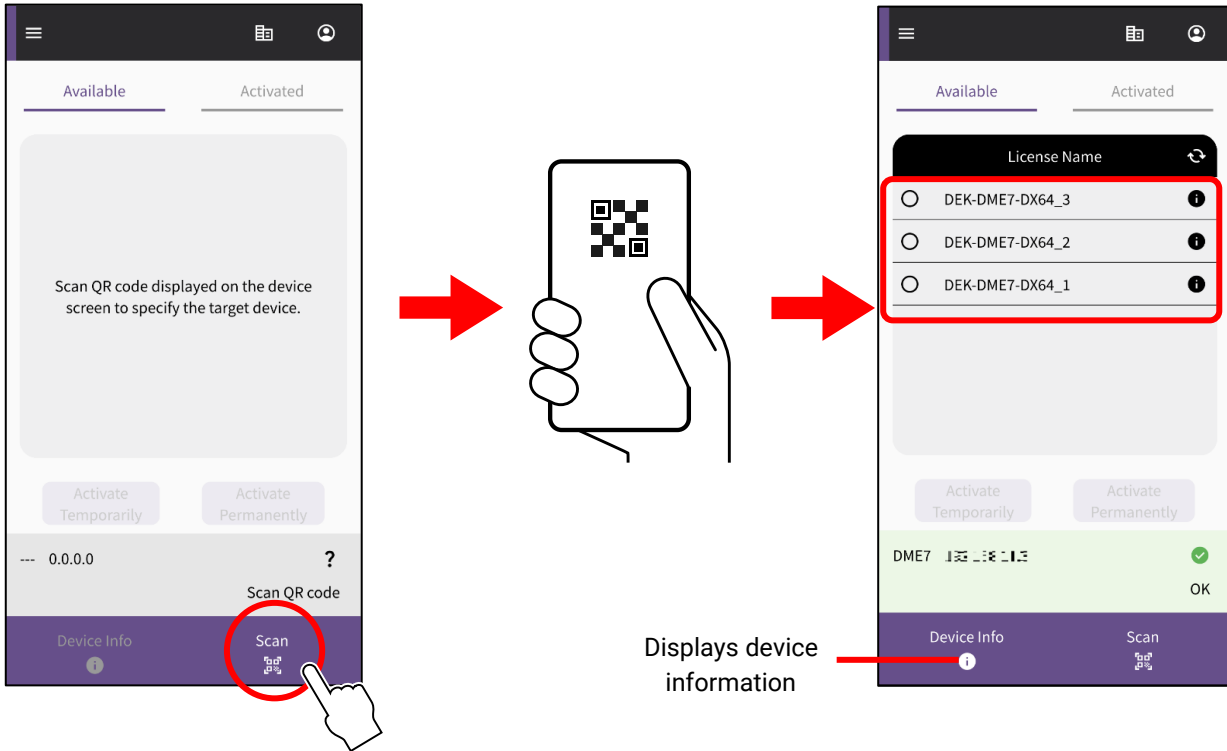 Available
Activated
Scan QR code displayed on the device
screen to specify the target device.
Activate
Temporarily
Activate
Permanently
--- 0.0.0.0
?
Scan QR code
Device Info
Scan
Available
Activated
License Name
DEK-DME7-DX64_3
DEK-DME7-DX64_2
DEK-DME7-DX64_1
Activate
Temporarily
Activate
Permanently
DME7
OK
Device Info
Scan
Displays device
information